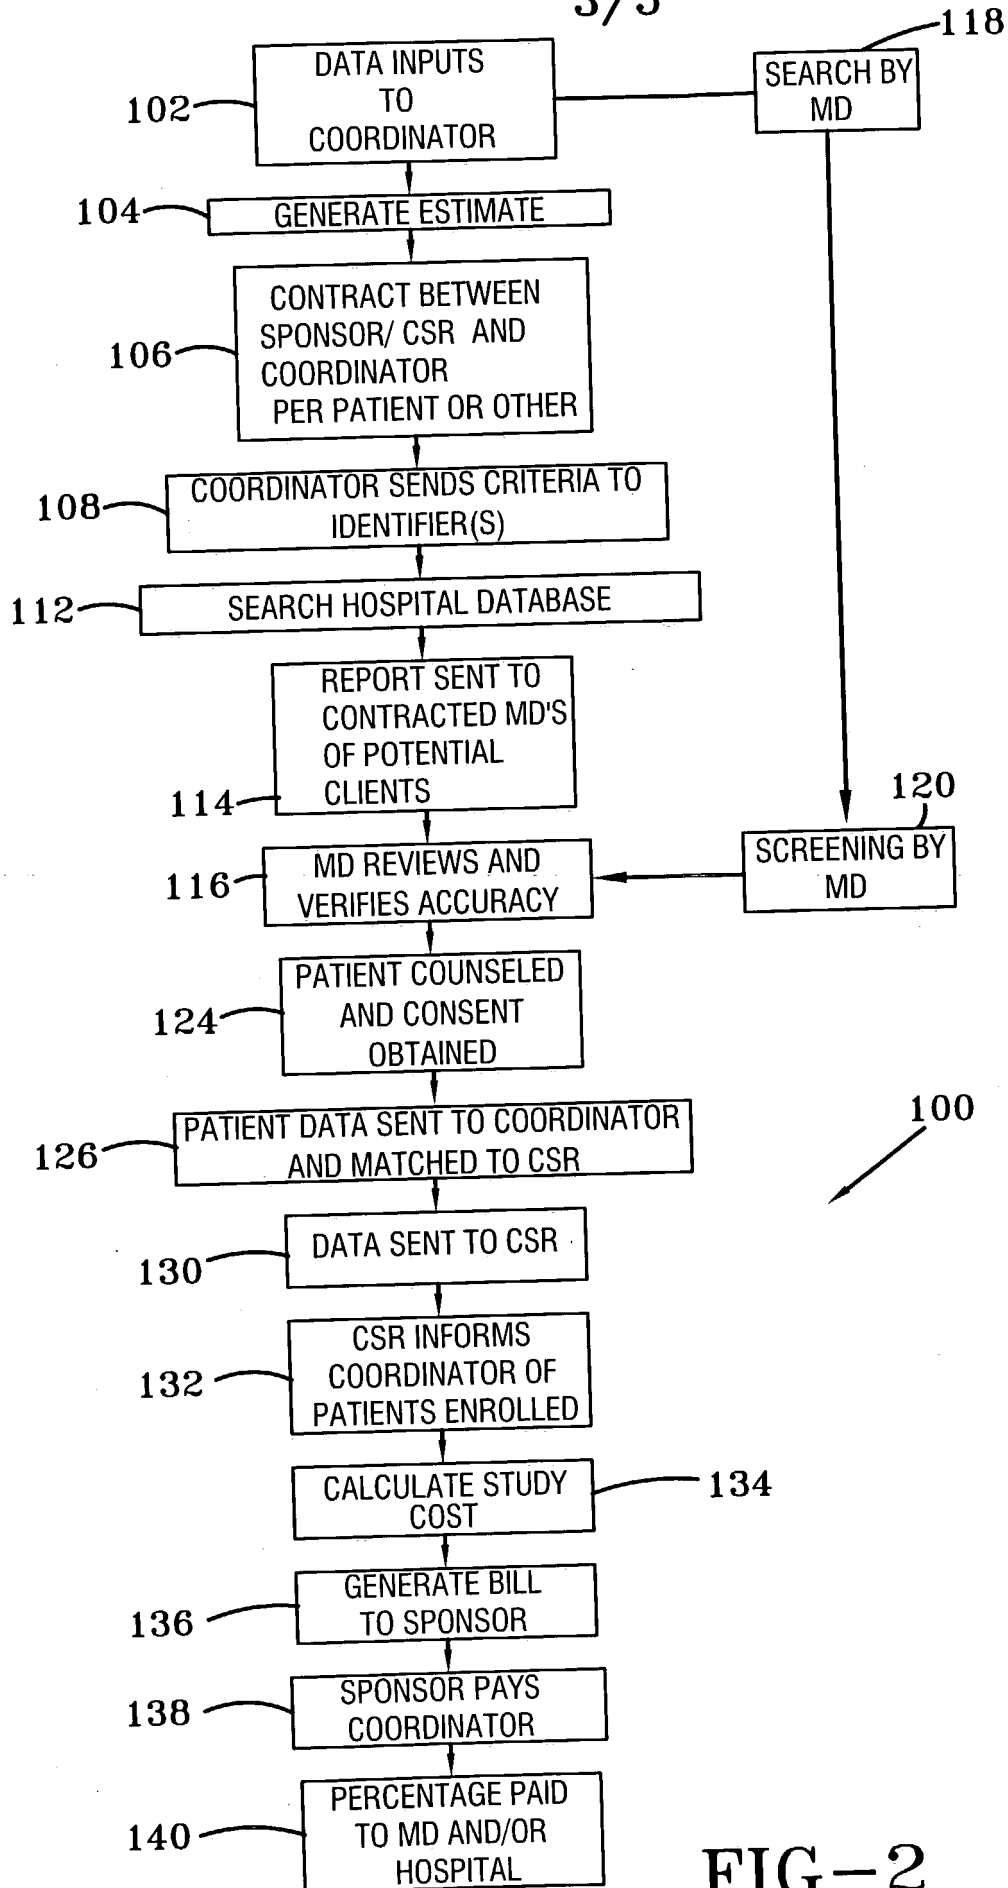 3/5
118
DATA INPUTS
TO
COORDINATOR
102
SEARCH BY
MD
104
GENERATE ESTIMATE
106
CONTRACT BETWEEN
SPONSOR/ CSR AND
COORDINATOR
PER PATIENT OR OTHER
108
COORDINATOR SENDS CRITERIA TO
IDENTIFIER(S)
112
SEARCH HOSPITAL DATABASE
REPORT SENT TO
CONTRACTED MD'S
OF POTENTIAL
CLIENTS
114
120
116
MD REVIEWS AND
VERIFIES ACCURACY
SCREENING BY
MD
124
PATIENT COUNSELED
AND CONSENT
OBTAINED
100
126
PATIENT DATA SENT TO COORDINATOR
AND MATCHED TO CSR
130
DATA SENT TO CSR
132
CSR INFORMS
COORDINATOR OF
PATIENTS ENROLLED
CALCULATE STUDY
COST
134
136
GENERATE BILL
TO SPONSOR
138
SPONSOR PAYS
COORDINATOR
140
PERCENTAGE PAID
TO MD AND/OR
HOSPITAL
FIG-2